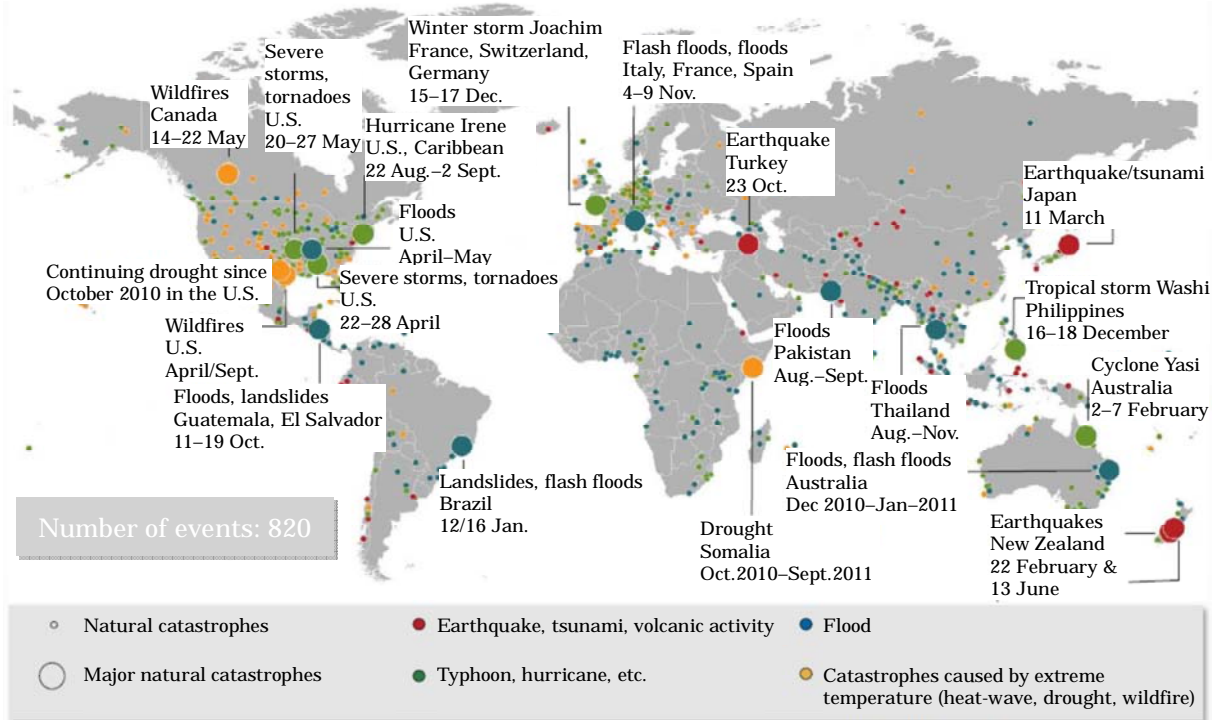 Winter storm Joachim
France, Switzerland,
Germany
15–17 Dec.
Flash floods, floods
Italy, France, Spain
4–9 Nov.
Severe
storms,
tornadoes
U.S.
20–27 May
Wildfires
Canada
14–22 May
Hurricane Irene
U.S., Caribbean
22 Aug.–2 Sept.
Earthquake
Turkey
23 Oct.
Earthquake/tsunami
Japan
11 March
Floods
U.S.
April–May
Continuing drought since
October 2010 in the U.S.
Severe storms, tornadoes
U.S.
22–28 April
Tropical storm Washi
Philippines
16–18 December
Wildfires
U.S.
April/Sept.
Floods
Pakistan
Aug.–Sept.
Cyclone Yasi
Australia
2–7 February
Floods, landslides
Guatemala, El Salvador
11–19 Oct.
Floods
Thailand
Aug.–Nov.
Floods, flash floods
Australia
Dec 2010–Jan–2011
Landslides, flash floods
Brazil
12/16 Jan.
Number of events: 820
Drought
Somalia
Oct.2010–Sept.2011
Earthquakes
New Zealand
22 February &
13 June
Natural catastrophes
Earthquake, tsunami, volcanic activity
Flood
Major natural catastrophes
Typhoon, hurricane, etc.
Catastrophes caused by extreme
temperature (heat-wave, drought, wildfire)